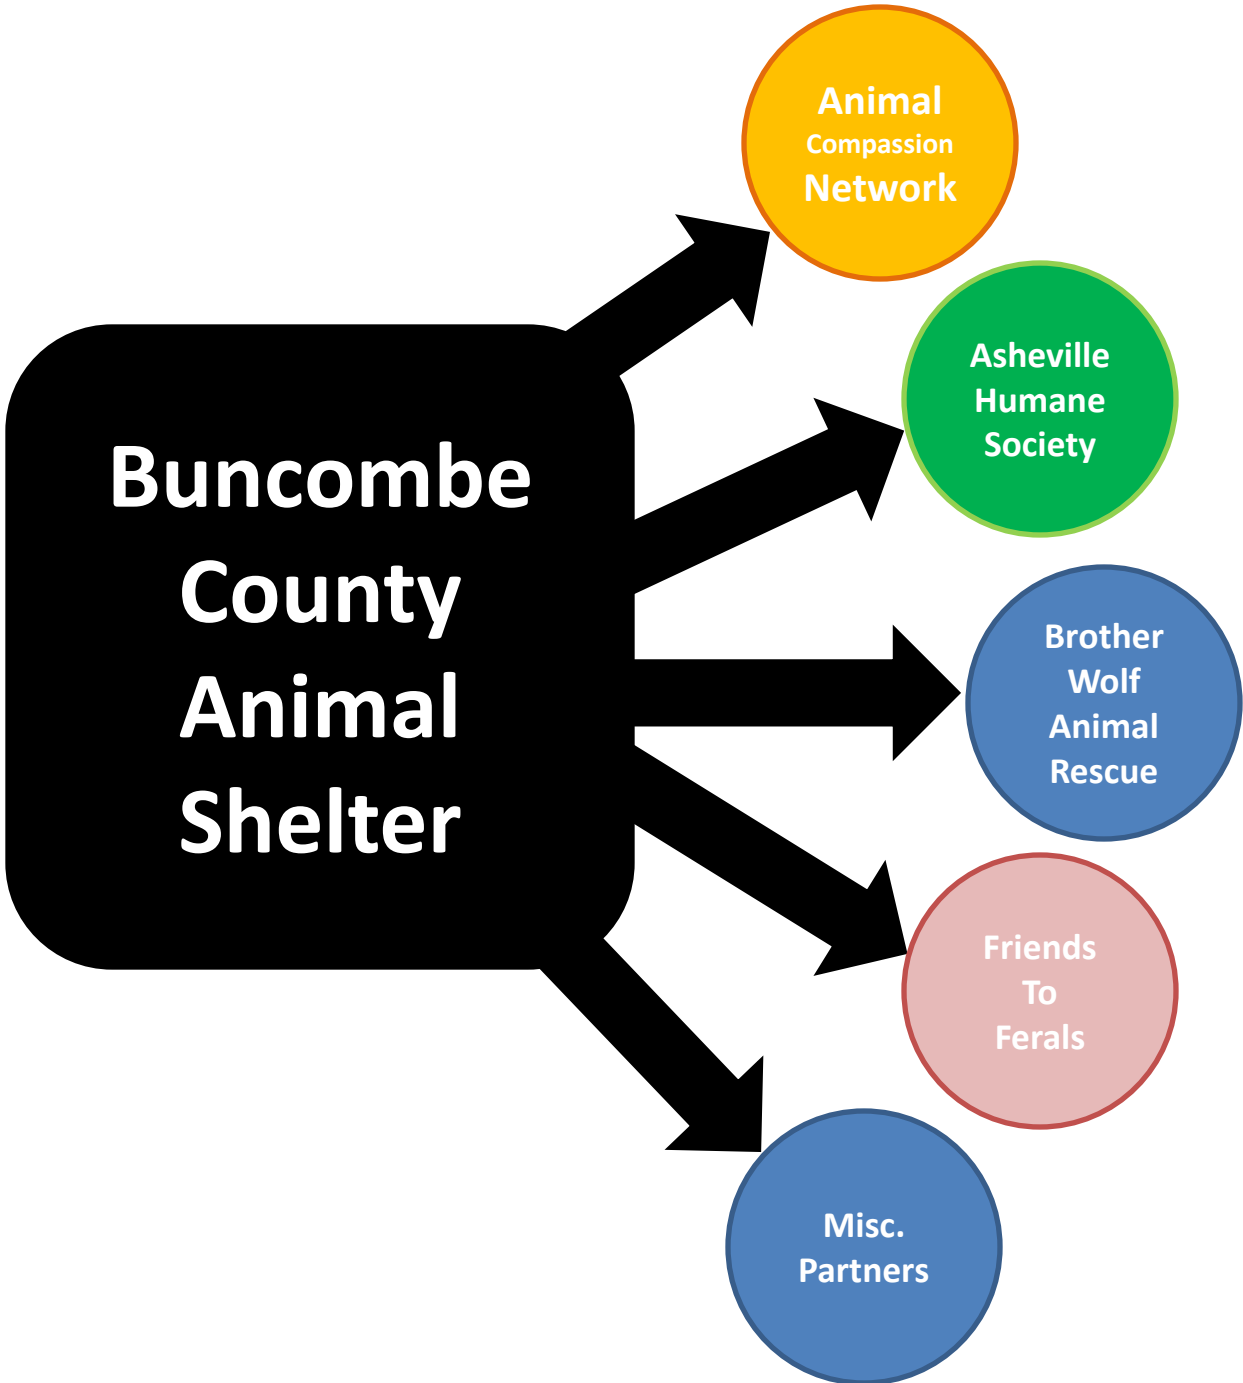 Buncombe
County
Animal
Shelter
Animal
Compassion
Network
Asheville
Humane
Society
Brother
Wolf
Animal
Rescue
Friends
To
Ferals
Misc.
Partners